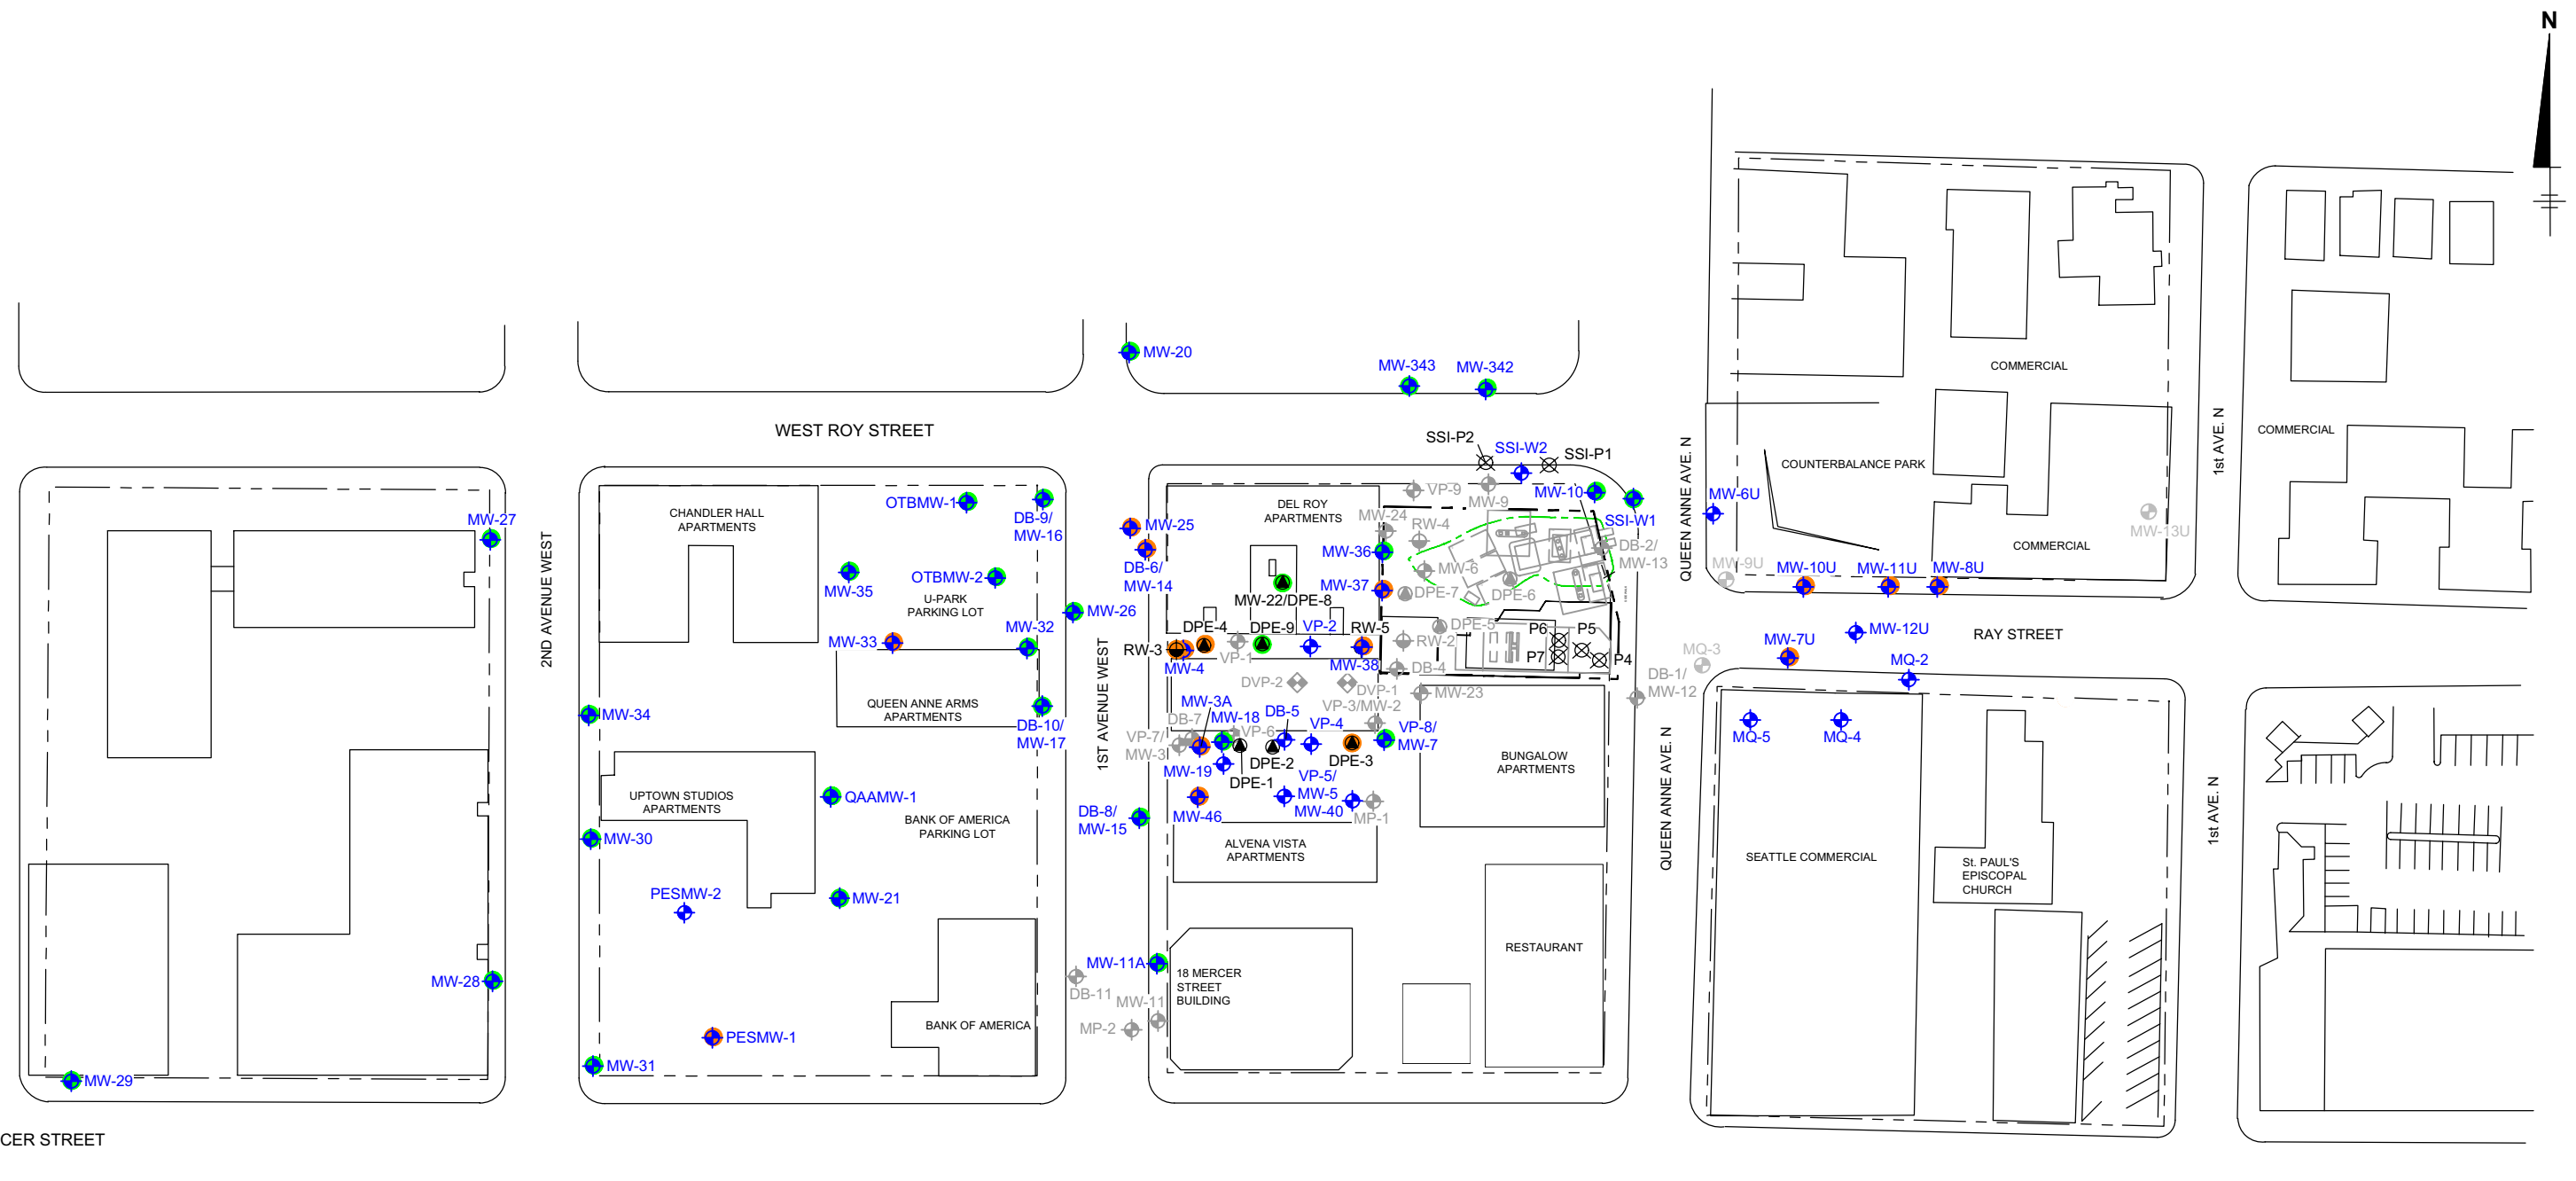 N
MW-20
MW-343
MW-342
COMMERCIAL
WEST ROY STREET
SSI-P2
SSI-W2
SSI-P1
QUEEN ANNE AVE. N
1st AVE. N
COMMERCIAL
COUNTERBALANCE PARK
MW-27
2ND AVENUE WEST
CHANDLER HALL
APARTMENTS
OTBMW-1
DB-9/
MW-16
MW-25
DB-6/
MW-14
DEL ROY
APARTMENTS
VP-9
MW-9
MW-10
SSI-W1
MW-24
RW-4
MW-36
MW-6
DB-2/
MW-13
MW-6U
MW-13U
COMMERCIAL
MW-9U
MW-10U
MW-11U
MW-8U
MW-35
OTBMW-2
U-PARK
PARKING LOT
MW-26
MW-37
DPE-7
DPE-6
MW-22/DPE-8
MW-33
MW-32
DPE-4
DPE-9
VP-2
RW-5
DPE-5
P6
P5
RW-3
VP-1
RW-2
P7
P4
MW-4
MW-38
DB-4
MW-7U
MW-12U
RAY STREET
MQ-3
MQ-2
DB-1/
MW-12
DVP-2
DVP-1
MW-23
MW-34
QUEEN ANNE ARMS
APARTMENTS
DB-10/
MW-17
1ST AVENUE WEST
MW-3A
VP-3/MW-2
DB-7
MW-18
DB-5
VP-4
VP-8/
MW-7
VP-6
VP-7/
MW-3
MQ-5
MQ-4
MW-19
DPE-2
DPE-3
DPE-1
BUNGALOW
APARTMENTS
QUEEN ANNE AVE. N
1st AVE. N
UPTOWN STUDIOS
APARTMENTS
QAAMW-1
BANK OF AMERICA
PARKING LOT
DB-8/
MW-15
MW-46
VP-5/
MW-5
MW-40
MP-1
MW-30
ALVENA VISTA
APARTMENTS
SEATTLE COMMERCIAL
St. PAUL'S
EPISCOPAL
CHURCH
PESMW-2
MW-21
RESTAURANT
MW-28
MW-11A
DB-11
MW-11
18 MERCER
STREET
BUILDING
PESMW-1
BANK OF AMERICA
MP-2
MW-31
MW-29
CER STREET